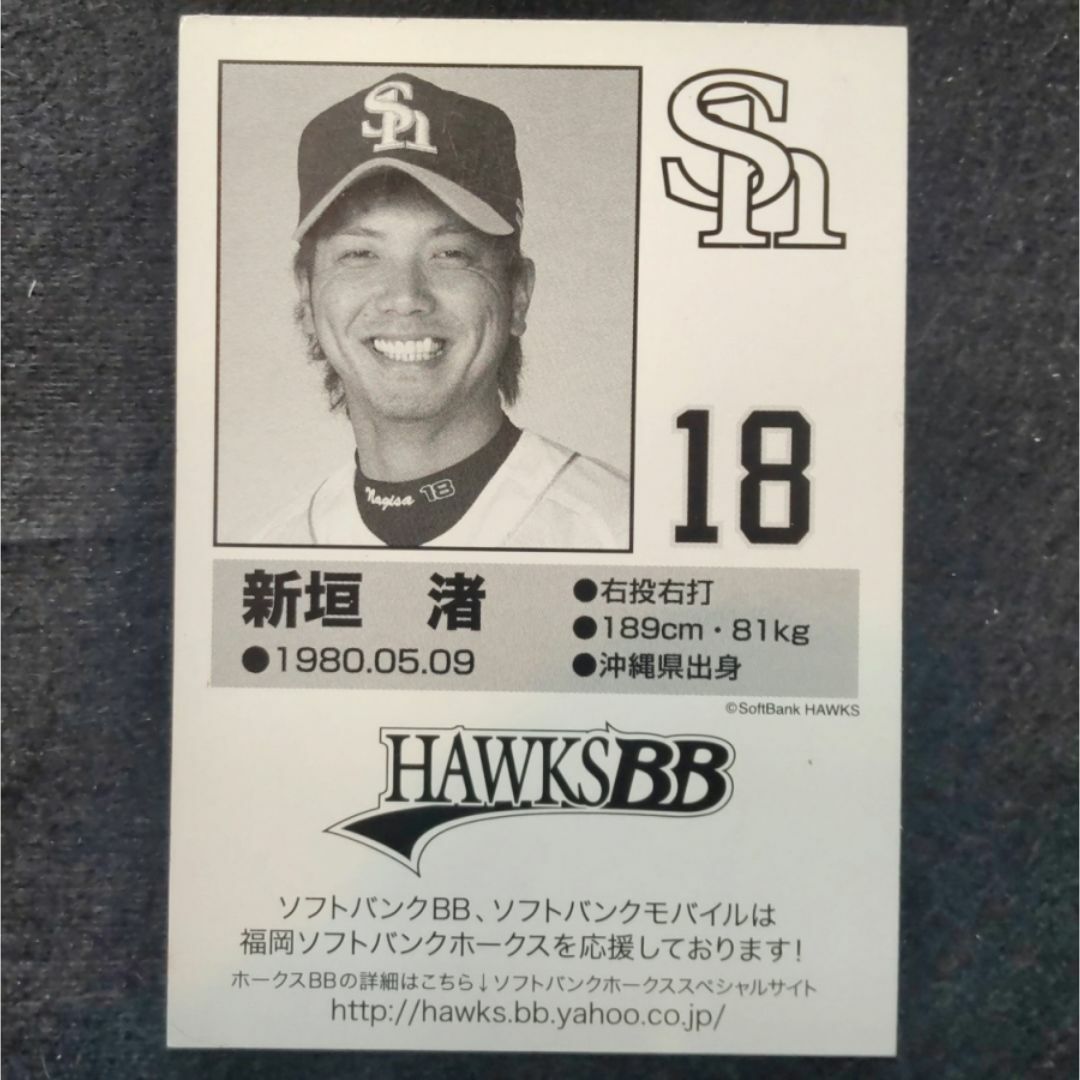 Sh
Sh
18
Nagisa 18
新垣 渚
●1980.05.09
●右投右打
●189cm・81kg
●沖縄県出身
©SoftBank HAWKS
HAWKSBB
ソフトバンクBB、ソフトバンクモバイルは
福岡ソフトバンクホークスを応援しております!
ホークスBBの詳細はこちら↓ソフトバンクホークススペシャルサイト
http://hawks.bb.yahoo.co.jp/